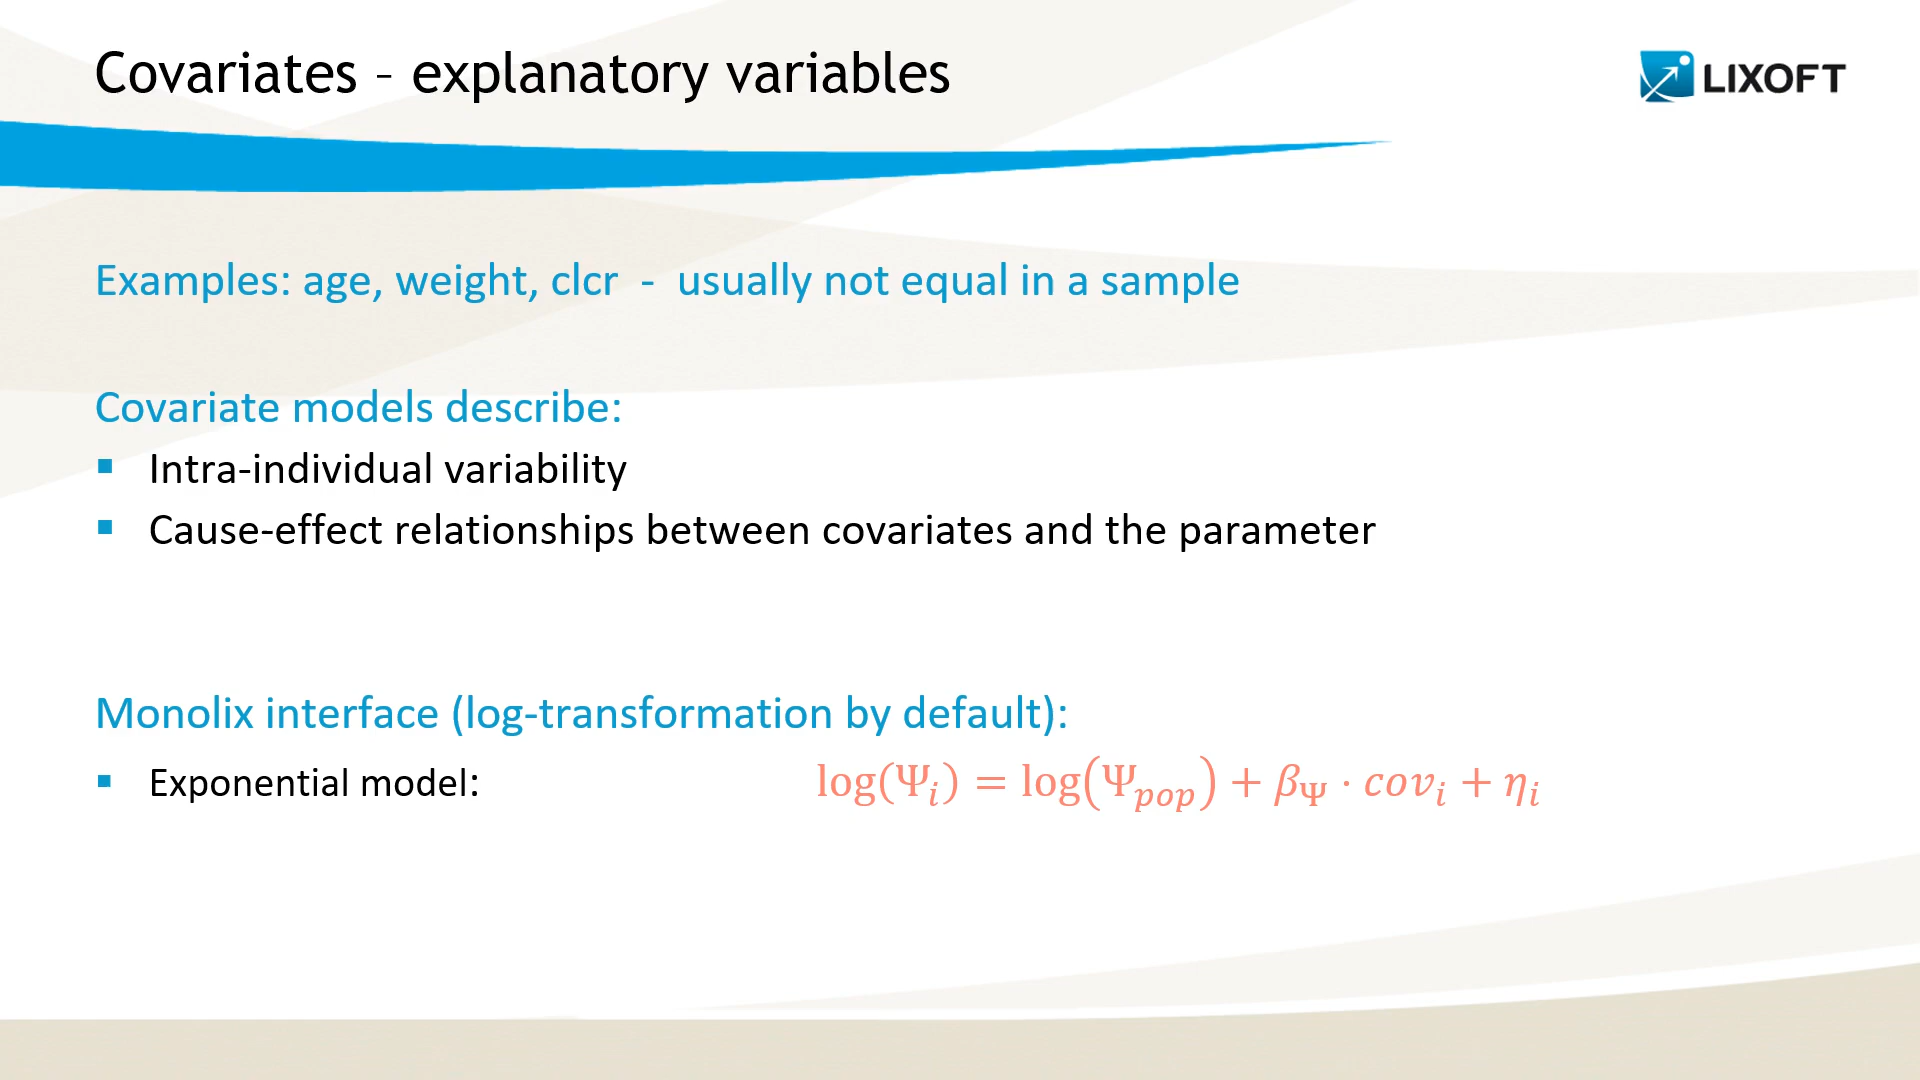 Covariates – explanatory variables
LIXOFT
Examples: age, weight, clcr - usually not equal in a sample
Covariate models describe:
▪ Intra-individual variability
▪ Cause-effect relationships between covariates and the parameter
Monolix interface (log-transformation by default):
▪ Exponential model: log(Ψ_i) = log(Ψ_pop) + β_Ψ · cov_i + η_i